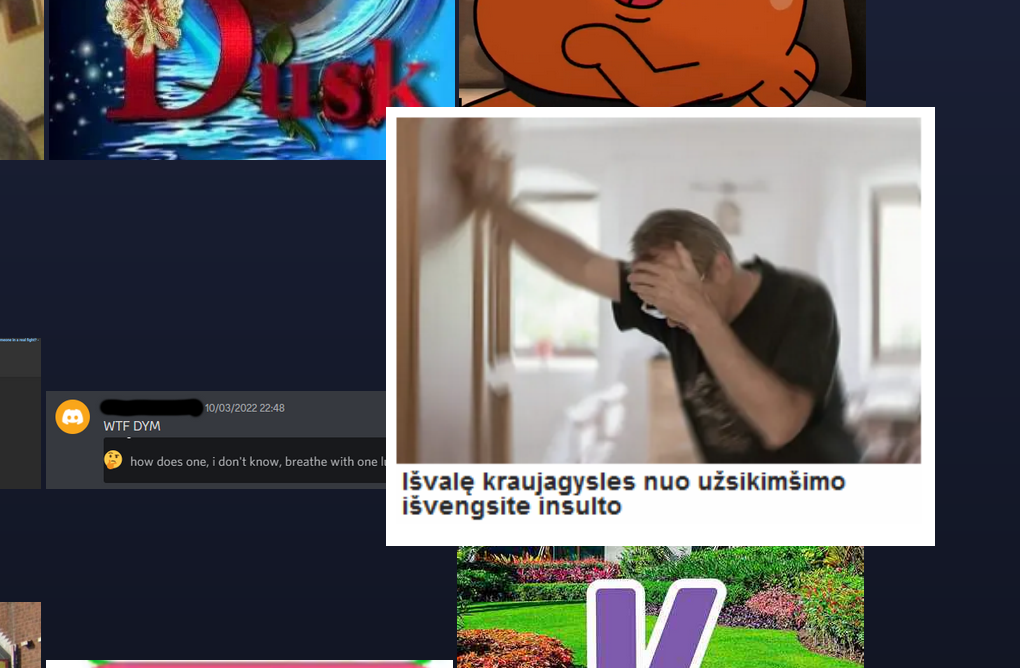 Dusk
10/03/2022 22:48
WTF DYM
how does one, i don't know, breathe with one
Išvalę kraujagysles nuo užsikimšimo
išvengsite insulto